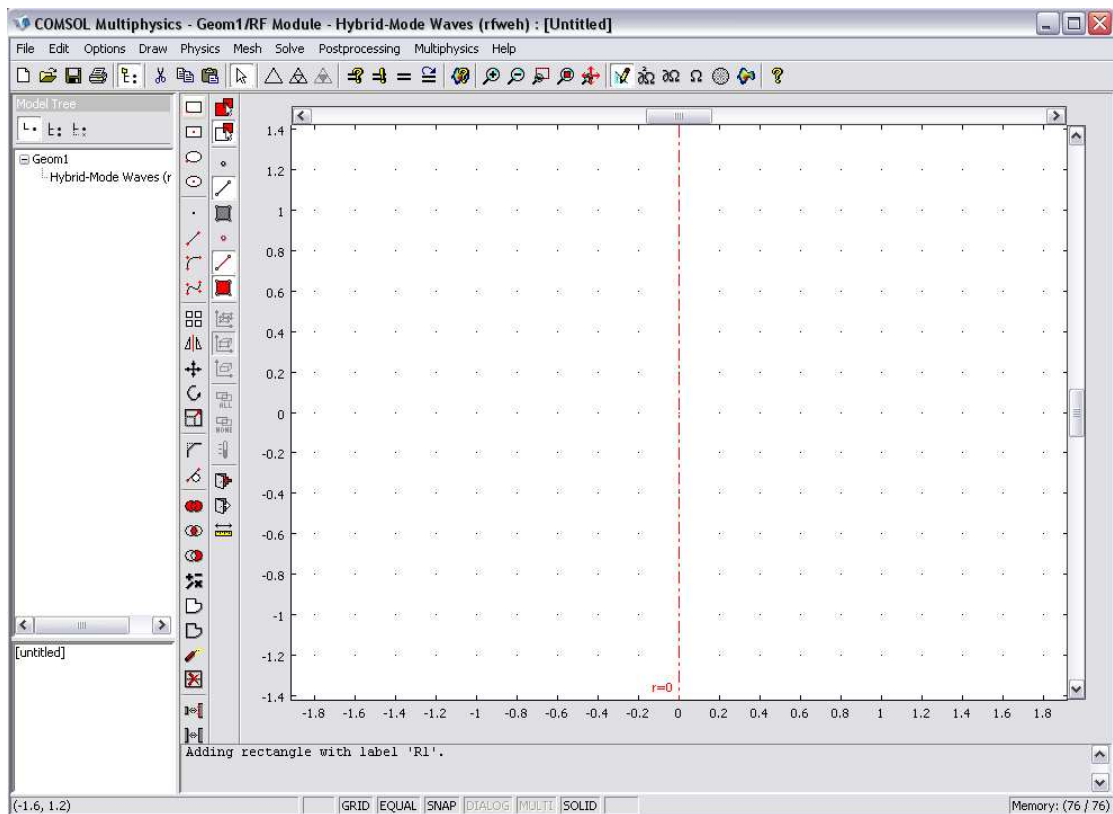 COMSOL Multiphysics - Geom1/RF Module - Hybrid-Mode Waves (rfweh) : [Untitled]
File Edit Options Draw Physics Mesh Solve Postprocessing Multiphysics Help
Model Tree
Geom1
Hybrid-Mode Waves (r
1.4
1.2
1
0.8
0.6
0.4
0.2
0
-0.2
-0.4
-0.6
-0.8
-1
-1.2
-1.4
r=0
-1.8 -1.6 -1.4 -1.2 -1 -0.8 -0.6 -0.4 -0.2 0 0.2 0.4 0.6 0.8 1 1.2 1.4 1.6 1.8
ALL
NONE
[untitled]
Adding rectangle with label 'R1'.
(-1.6, 1.2) GRID EQUAL SNAP DIALOG MULTI SOLID Memory: (76 / 76)